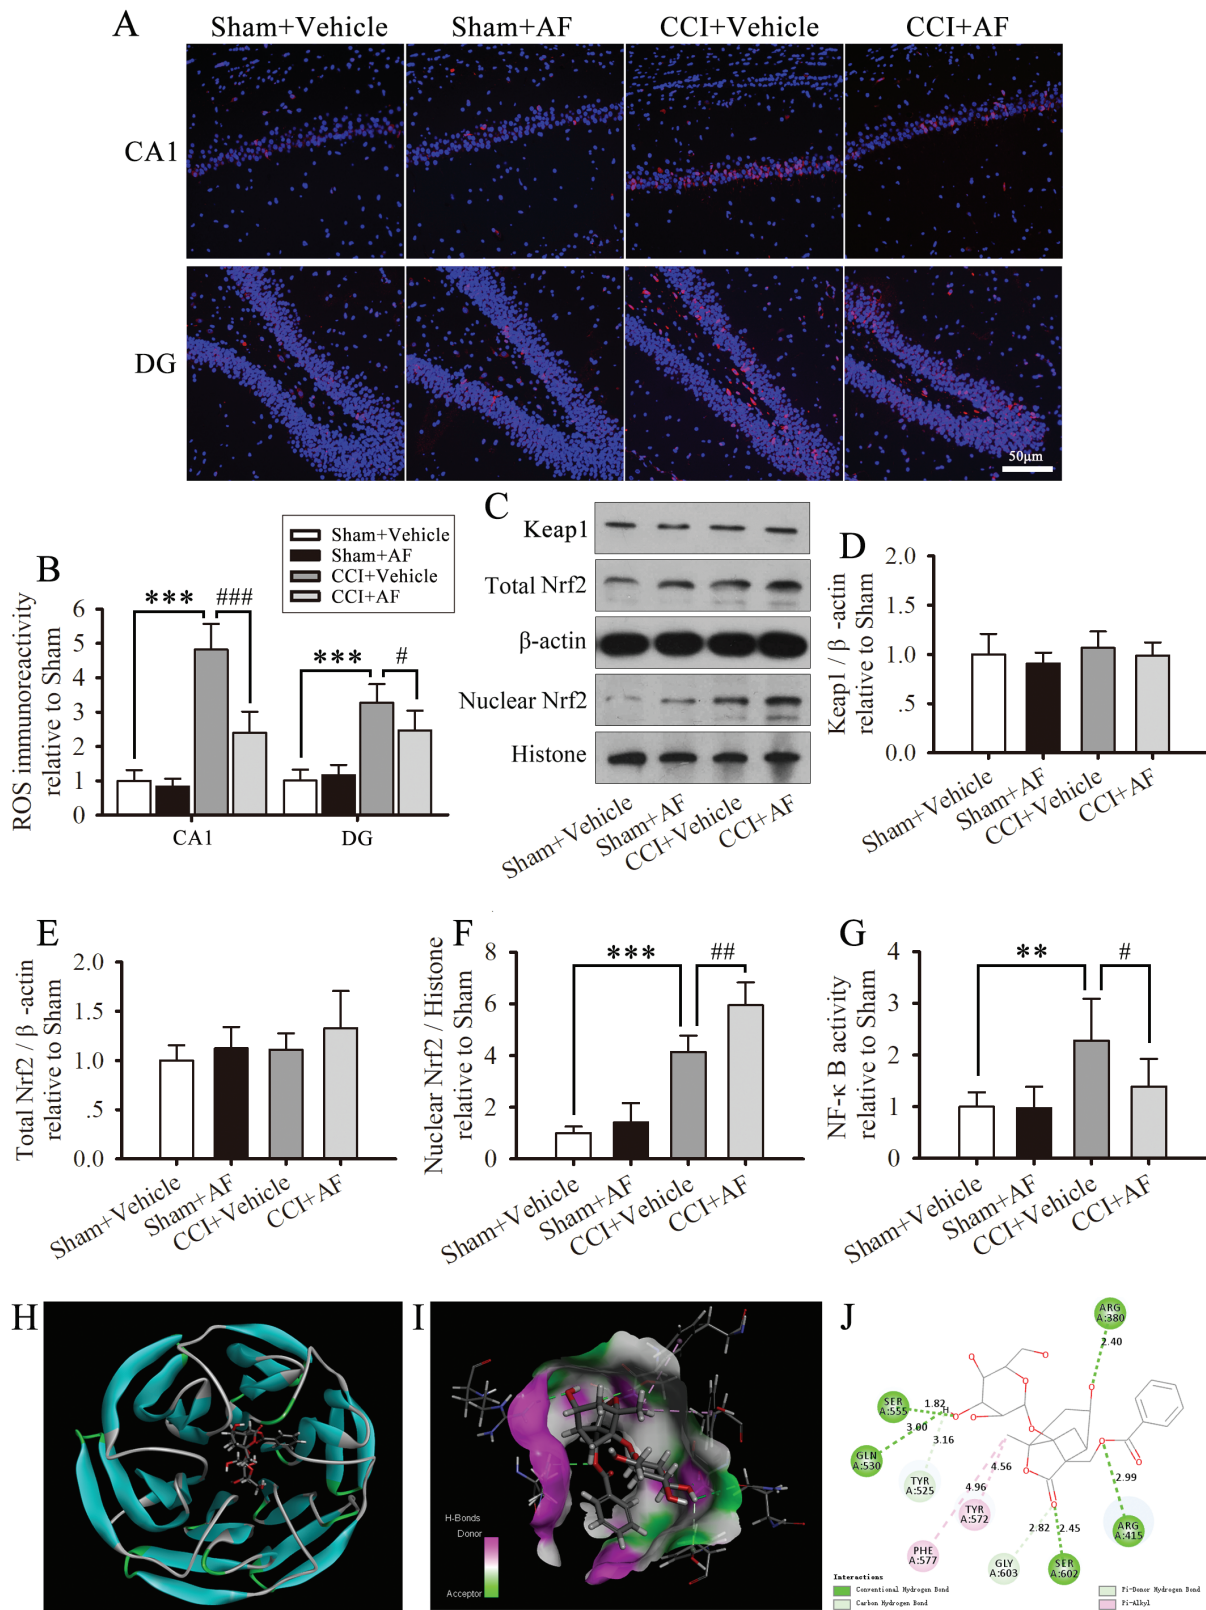 A
Sham+Vehicle
Sham+AF
CCI+Vehicle
CCI+AF
CA1
DG
50μm
B
Sham+Vehicle
Sham+AF
CCI+Vehicle
CCI+AF
ROS immunoreactivity
relative to Sham
6
5
4
3
2
1
0
***
###
***
#
CA1
DG
C
Keap1
Total Nrf2
β-actin
Nuclear Nrf2
Histone
Sham+Vehicle
Sham+AF
CCI+Vehicle
CCI+AF
D
Keap1 / β -actin
relative to Sham
2.0
1.5
1.0
.5
0.0
Sham+Vehicle
Sham+AF
CCI+Vehicle
CCI+AF
E
Total Nrf2 / β -actin
relative to Sham
2.0
1.5
1.0
.5
0.0
Sham+Vehicle
Sham+AF
CCI+Vehicle
CCI+AF
F
Nuclear Nrf2 / Histone
relative to Sham
8
6
4
2
0
***
##
Sham+Vehicle
Sham+AF
CCI+Vehicle
CCI+AF
G
NF-κ B activity
relative to Sham
4
3
2
1
0
**
#
Sham+Vehicle
Sham+AF
CCI+Vehicle
CCI+AF
H
I
H-Bonds
Donor
Acceptor
J
ARG
A:380
2.40
SER
A:555
1.82
H
3.00
GLN
A:530
3.16
TYR
A:525
4.56
4.96
TYR
A:572
2.99
ARG
A:415
PHE
A:577
2.82
2.45
GLY
A:603
SER
A:602
Interactions
Conventional Hydrogen Bond
Carbon Hydrogen Bond
Pi-Donor Hydrogen Bond
Pi-Alkyl